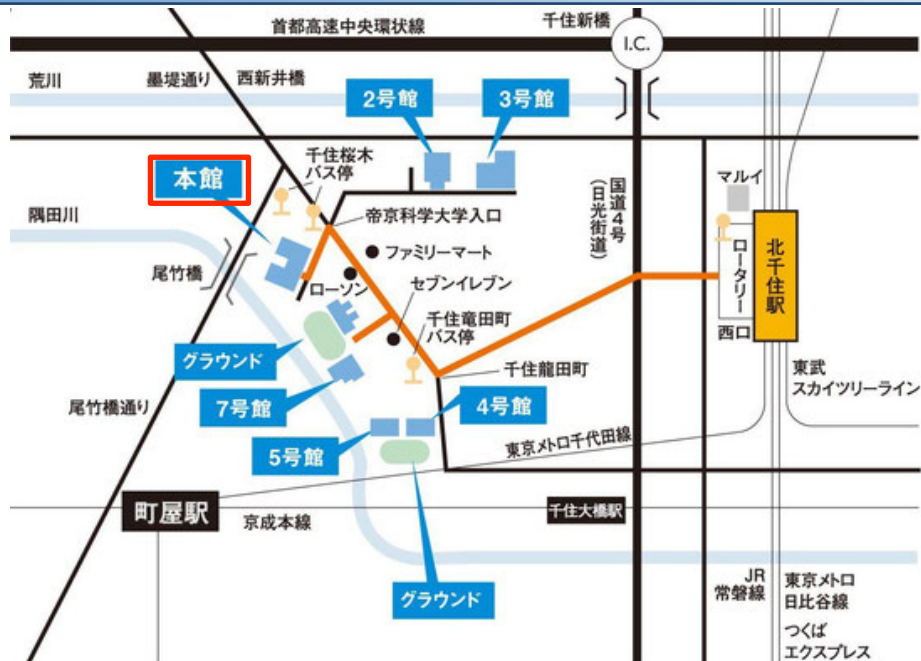 千住新橋
首都高速中央環状線
I.C.
荒川
墨堤通り
西新井橋
2号館
3号館
千住桜木
バス停
本館
国道4号
(日光街道)
マルイ
隅田川
帝京科学大学入口
尾竹橋
ファミリーマート
ローソン
セブンイレブン
ロータリー
北千住駅
千住竜田町
バス停
西口
グラウンド
千住龍田町
東武
スカイツリーライン
尾竹橋通り
7号館
4号館
5号館
東京メトロ千代田線
町屋駅
京成本線
千住大橋駅
グラウンド
JR
常磐線
東京メトロ
日比谷線
つくば
エクスプレス